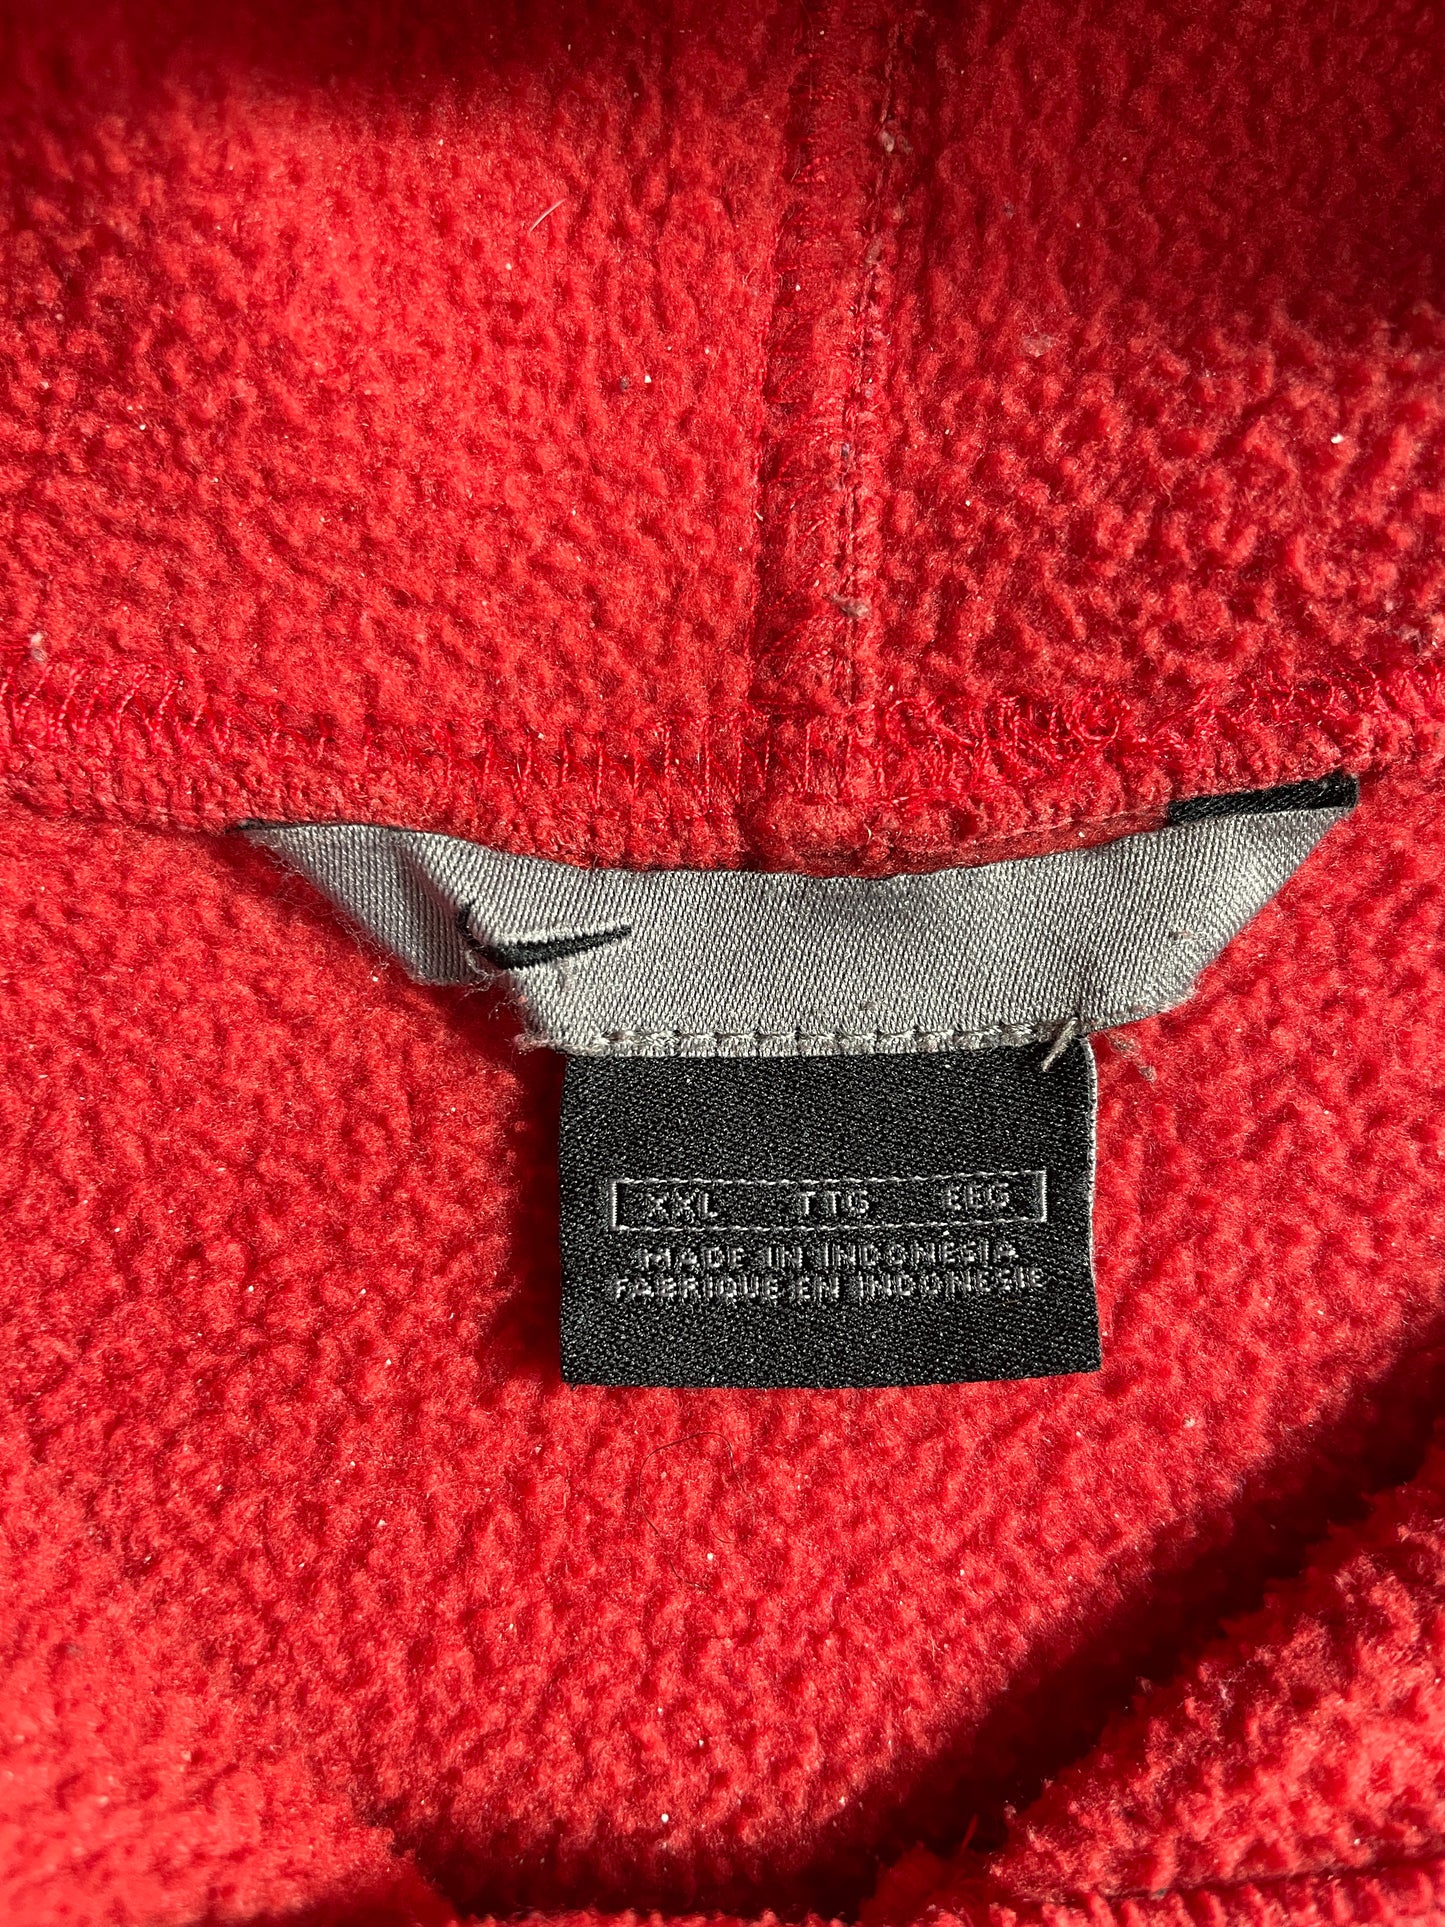 XXL TTG EEG
MADE IN INDONESIA
FABRIQUE EN INDONESIE